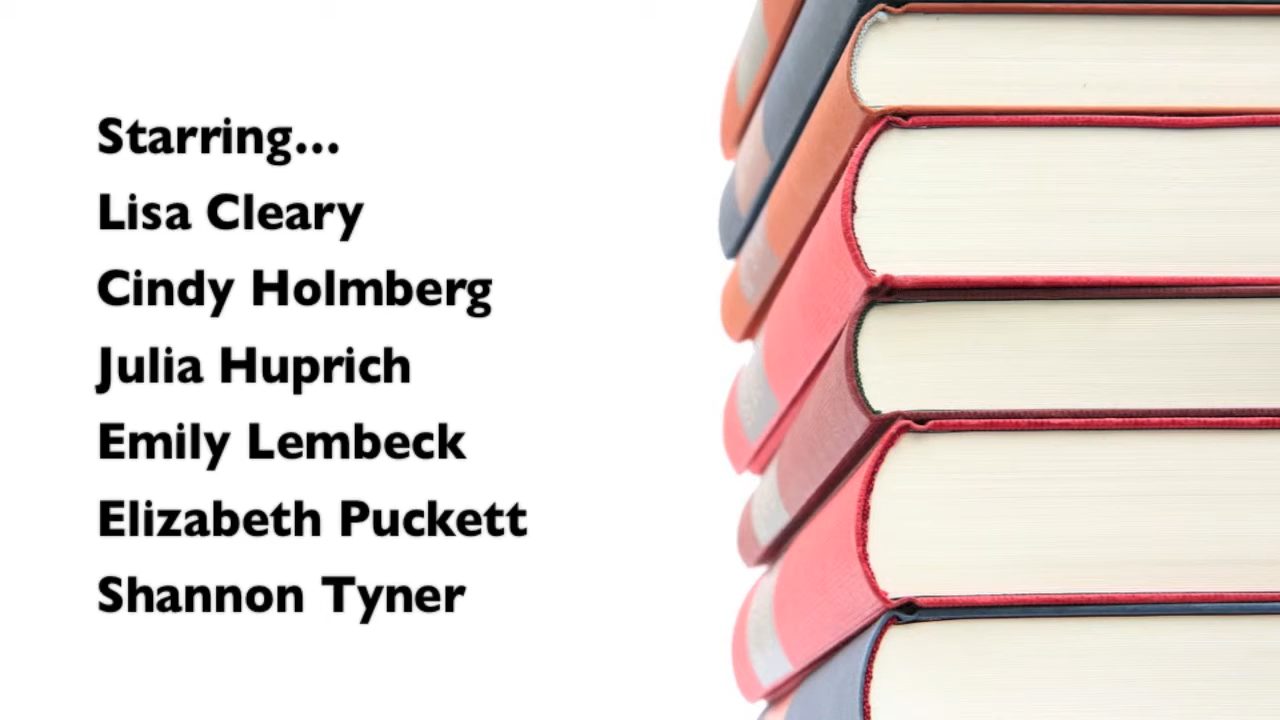 Starring...
Lisa Cleary
Cindy Holmberg
Julia Huprich
Emily Lembeck
Elizabeth Puckett
Shannon Tyner